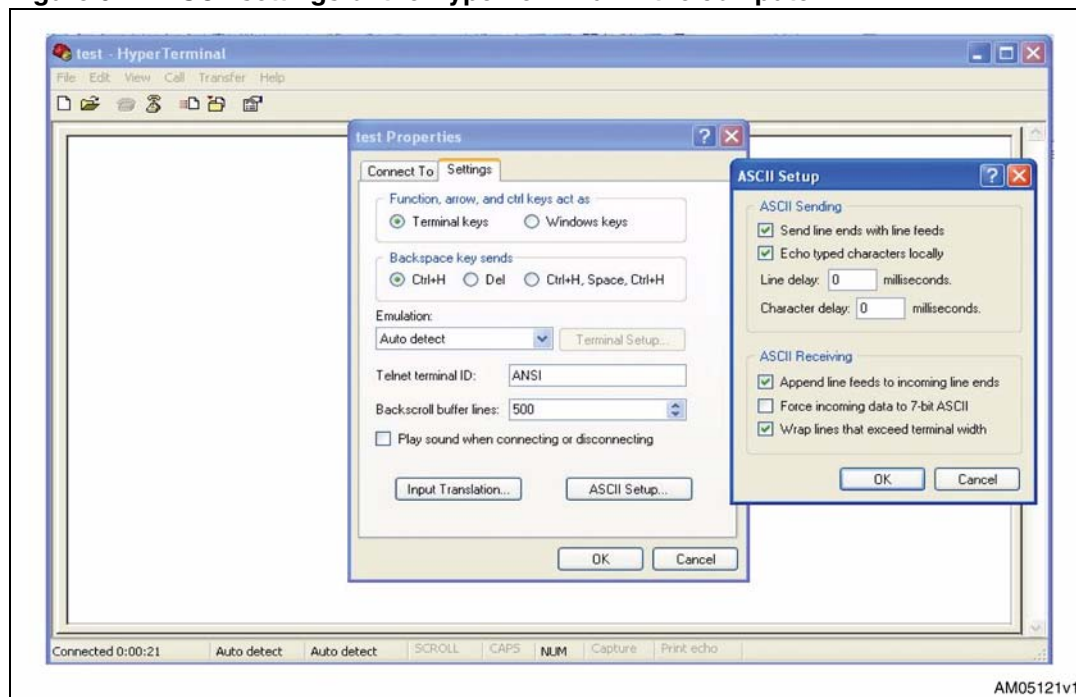 test - HyperTerminal
File Edit View Call Transfer Help
test Properties
Connect To Settings
Function, arrow, and ctrl keys act as
Terminal keys Windows keys
Backspace key sends
Ctrl+H Del Ctrl+H, Space, Ctrl+H
Emulation:
Auto detect Terminal Setup...
Telnet terminal ID: ANSI
Backscroll buffer lines: 500
Play sound when connecting or disconnecting
Input Translation... ASCII Setup...
OK Cancel
ASCII Setup
ASCII Sending
Send line ends with line feeds
Echo typed characters locally
Line delay: 0 milliseconds.
Character delay: 0 milliseconds.
ASCII Receiving
Append line feeds to incoming line ends
Force incoming data to 7-bit ASCII
Wrap lines that exceed terminal width
OK Cancel
Connected 0:00:21 Auto detect Auto detect SCROLL CAPS NUM Capture Print echo
AM05121v1